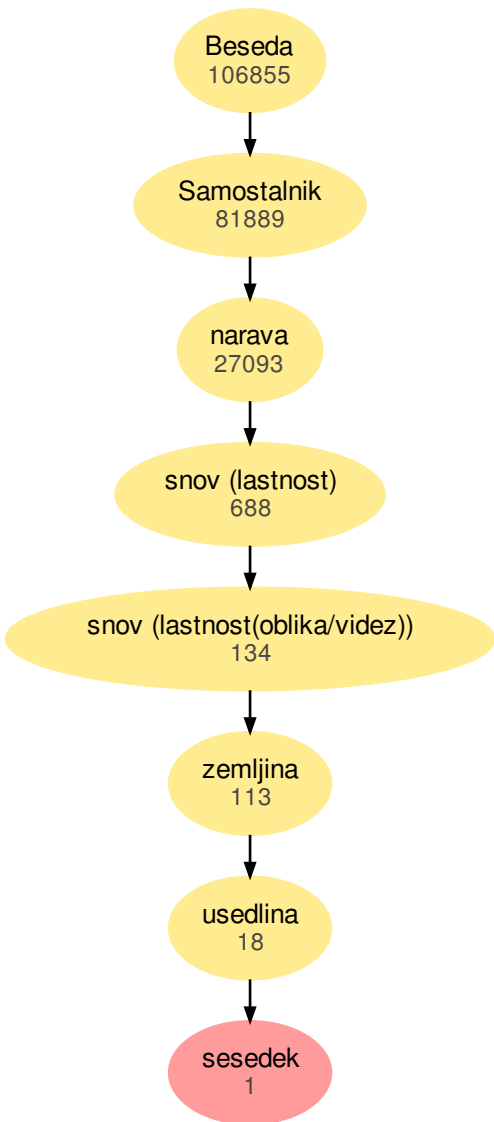 Beseda
106855
Samostalnik
81889
narava
27093
snov (lastnost)
688
snov (lastnost(oblika/videz))
134
zemljina
113
usedlina
18
sesedek
1